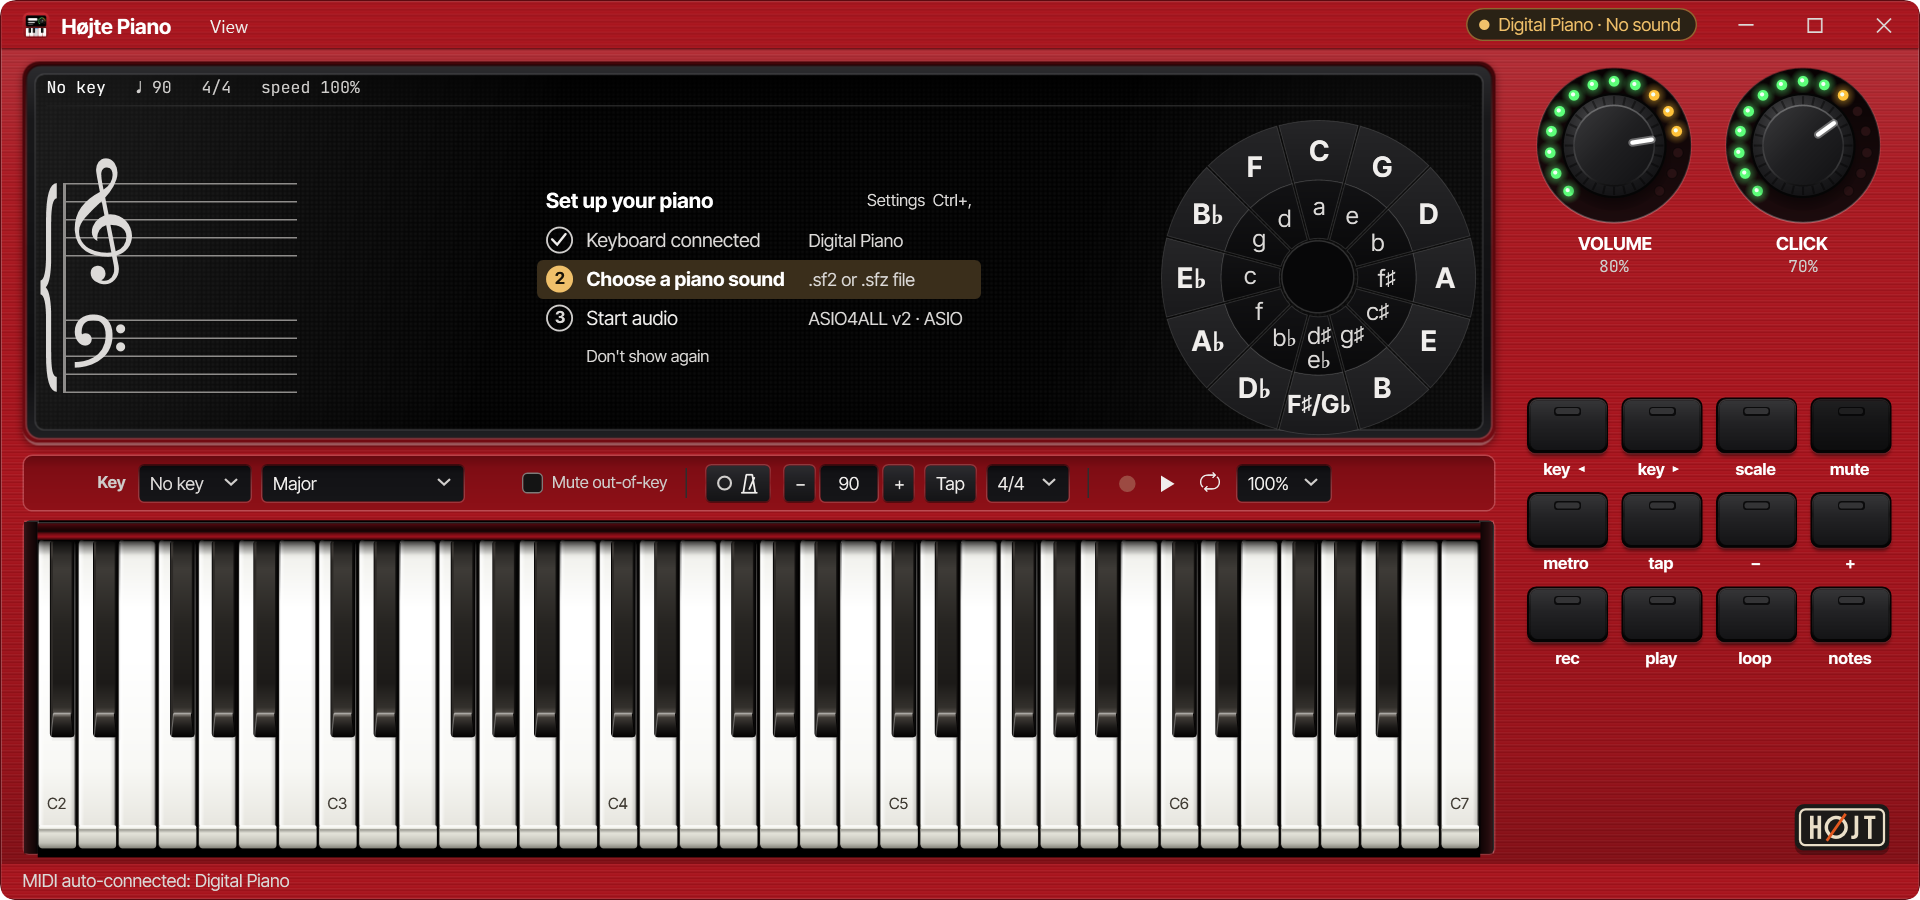 Højte Piano View Digital Piano · No sound
No key ♩ 90 4/4 speed 100%
Set up your piano Settings Ctrl+,
Keyboard connected Digital Piano
2 Choose a piano sound .sf2 or .sfz file
3 Start audio ASIO4ALL v2 · ASIO
Don't show again
C
G
D
A
E
B
F♯/G♭
D♭
A♭
E♭
B♭
F
a
e
b
f♯
c♯
g♯
d♯
e♭
b♭
f
c
g
d
VOLUME
80%
CLICK
70%
Key No key Major Mute out-of-key – 90 + Tap 4/4 100%
key ◂ key ▸ scale mute
metro tap − +
rec play loop notes
C2 C3 C4 C5 C6 C7
HØJT
MIDI auto-connected: Digital Piano